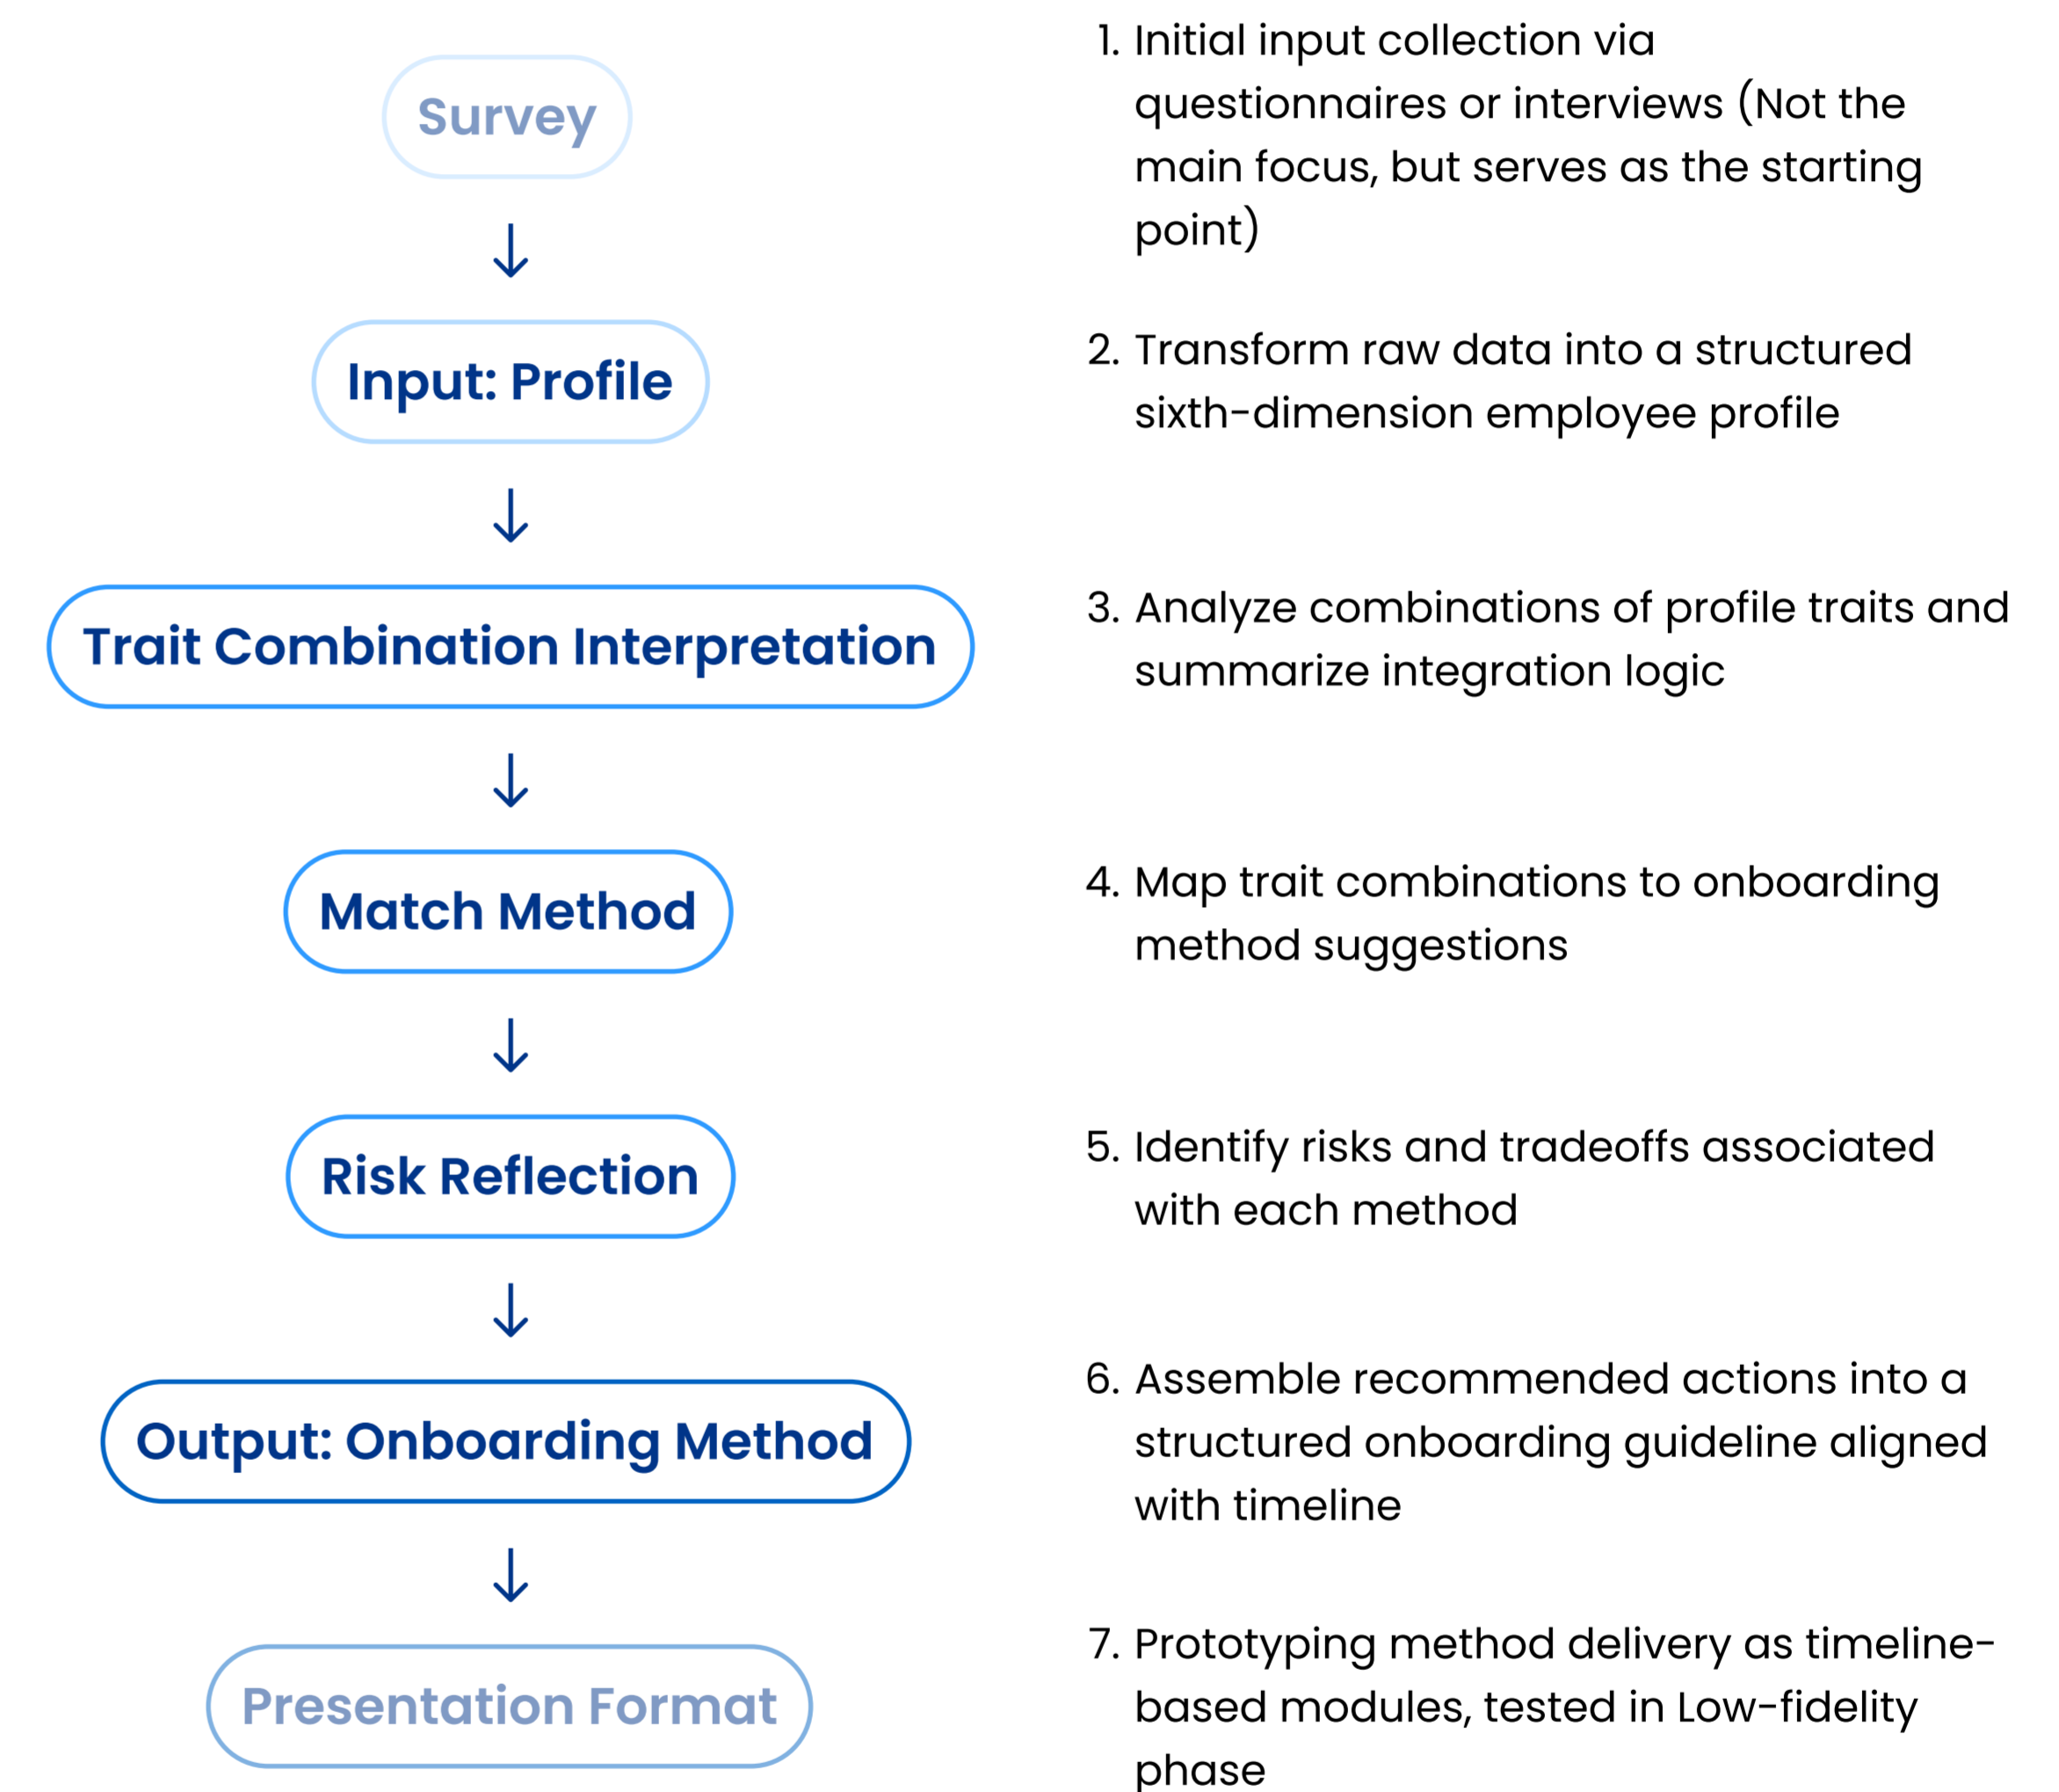 Survey
1. Initial input collection via
questionnaires or interviews (Not the
main focus, but serves as the starting
point)
Input: Profile
2. Transform raw data into a structured
sixth-dimension employee profile
Trait Combination Interpretation
3. Analyze combinations of profile traits and
summarize integration logic
Match Method
4. Map trait combinations to onboarding
method suggestions
Risk Reflection
5. Identify risks and tradeoffs associated
with each method
Output: Onboarding Method
6. Assemble recommended actions into a
structured onboarding guideline aligned
with timeline
Presentation Format
7. Prototyping method delivery as timeline-
based modules, tested in Low-fidelity
phase